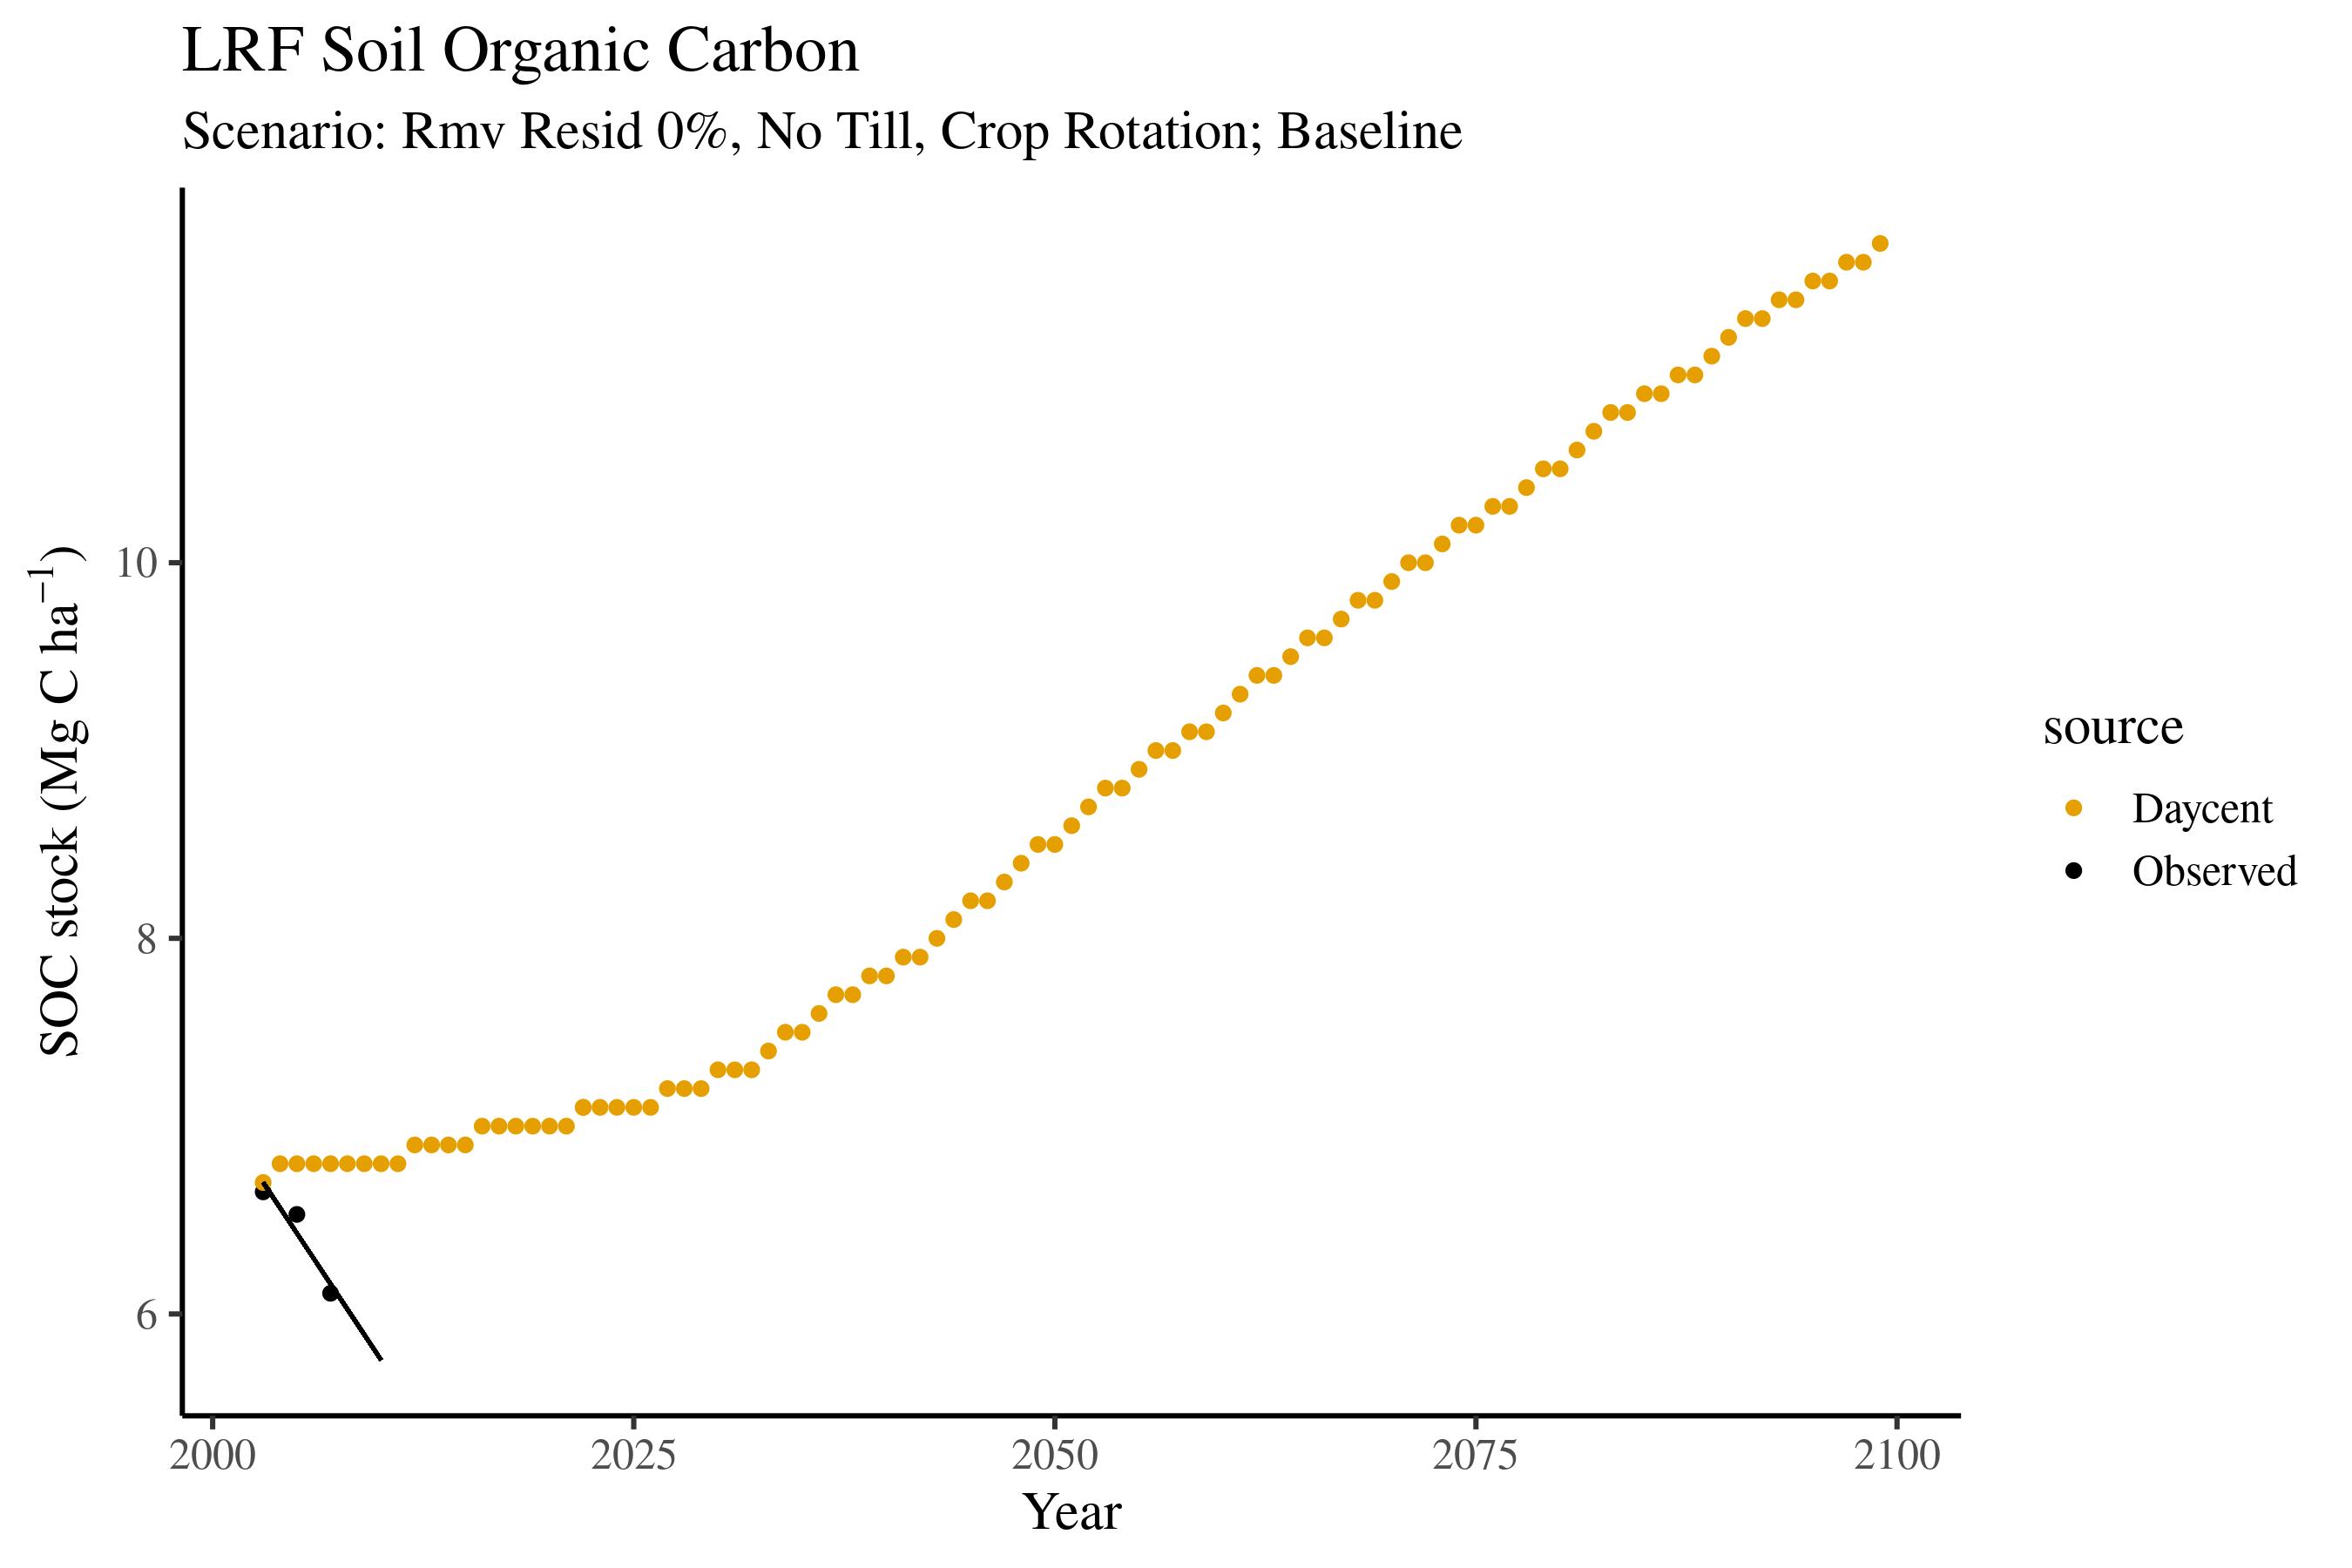 LRF Soil Organic Carbon
Scenario: Rmv Resid 0%, No Till, Crop Rotation; Baseline
SOC stock (Mg C ha⁻¹)
10
8
6
2000
2025
2050
2075
2100
Year
source
Daycent
Observed